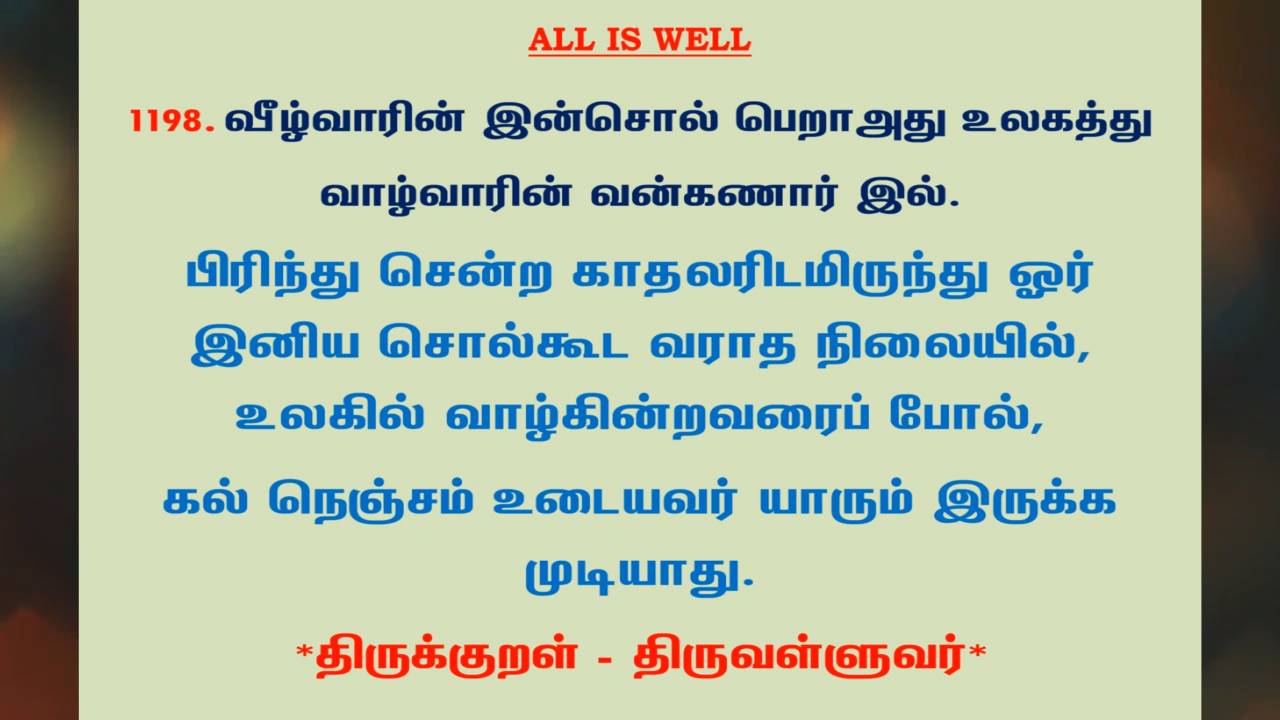 ALL IS WELL
1198. வீழ்வாரின் இன்சொல் பெறாஅது உலகத்து
வாழ்வாரின் வன்கணார் இல்.
பிரிந்து சென்ற காதலரிடமிருந்து ஓர்
இனிய சொல்கூட வராத நிலையில்,
உலகில் வாழ்கின்றவரைப் போல்,
கல் நெஞ்சம் உடையவர் யாரும் இருக்க
முடியாது.
*திருக்குறள் - திருவள்ளுவர்*